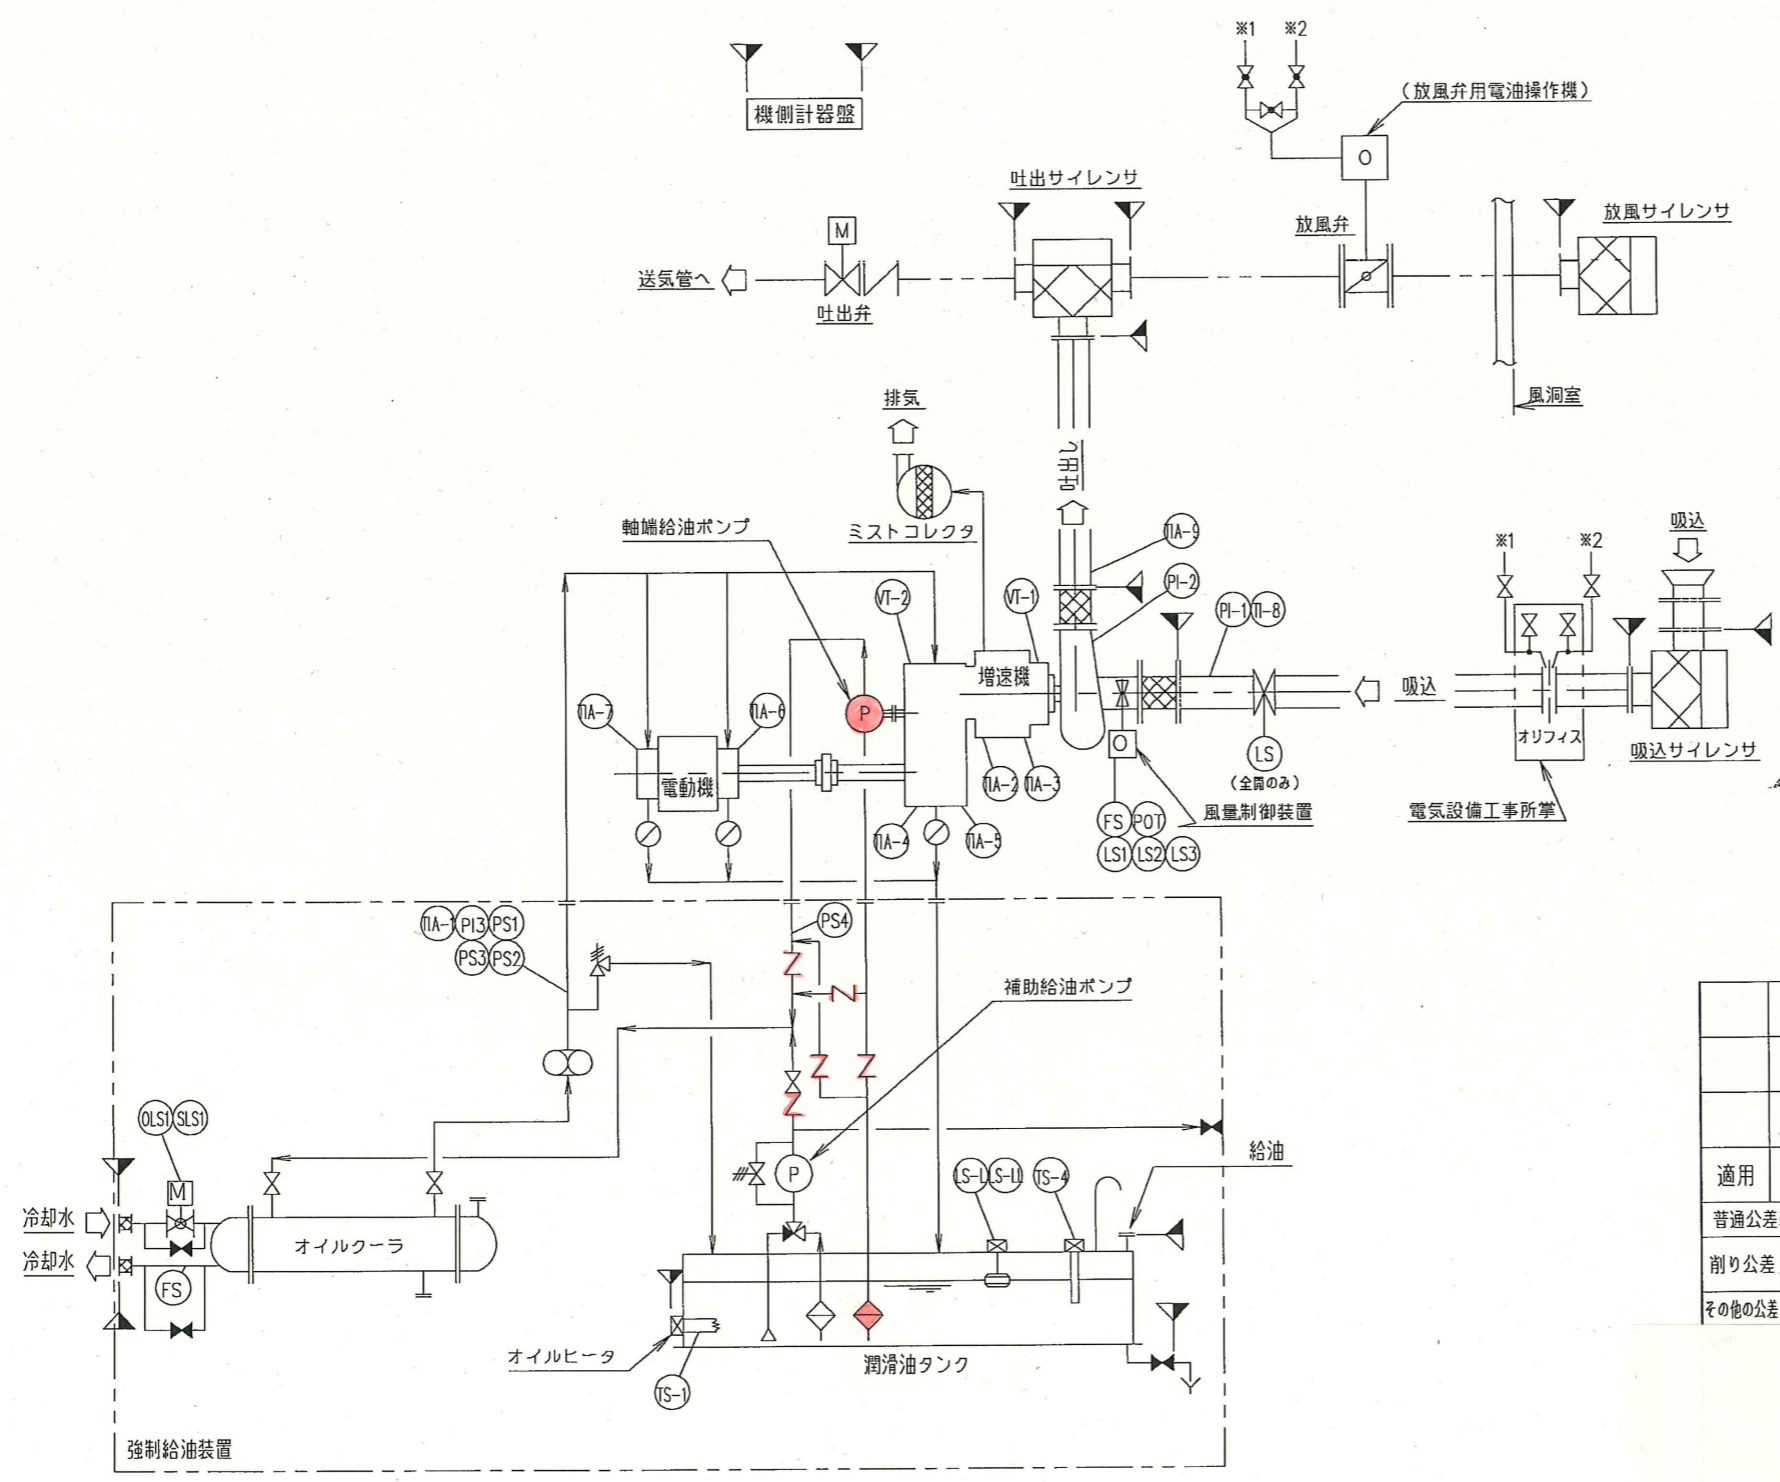 ※1 ※2
(放風弁用電油操作機)
機側計器盤
O
吐出サイレンサ
放風弁
放風サイレンサ
M
送気管へ
吐出弁
風洞室
排気
吐出し
軸端給油ポンプ
ミストコレクタ
TIA-9
吸込
※1 ※2
PI-2
VT-2
VT-1
PI-1 TI-8
増速機
吸込
TIA-7
TIA-6
P
O
オリフィス
吸込サイレンサ
LS
(全開のみ)
電動機
TIA-2 TIA-3
風量制御装置
電気設備工事所掌
FS POT
TIA-4
TIA-5
LS1 LS2 LS3
TIA-1 PI3 PS1
PS3 PS2
PS4
補助給油ポンプ
OLS1 SLS1
給油
M
P
LS-L LS-LL TS-4
適用
冷却水
普通公差
オイルクーラ
冷却水
削り公差
FS
その他の公差
オイルヒータ
潤滑油タンク
TS-1
強制給油装置